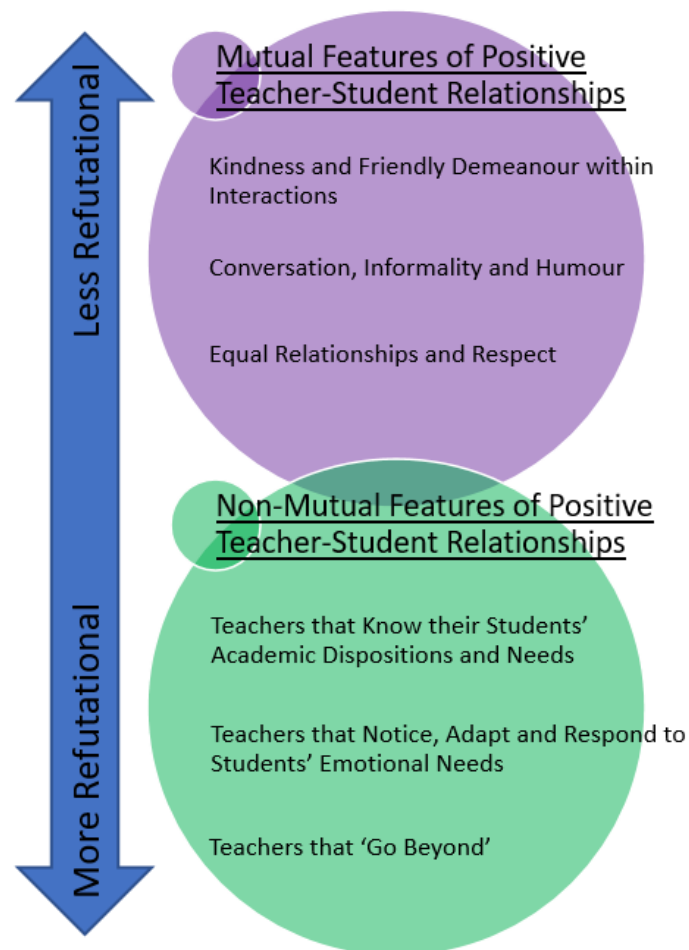 Less Refutational
Mutual Features of Positive
Teacher-Student Relationships
Kindness and Friendly Demeanour within
Interactions
Conversation, Informality and Humour
Equal Relationships and Respect
More Refutational
Non-Mutual Features of Positive
Teacher-Student Relationships
Teachers that Know their Students’
Academic Dispositions and Needs
Teachers that Notice, Adapt and Respond to
Students’ Emotional Needs
Teachers that ‘Go Beyond’